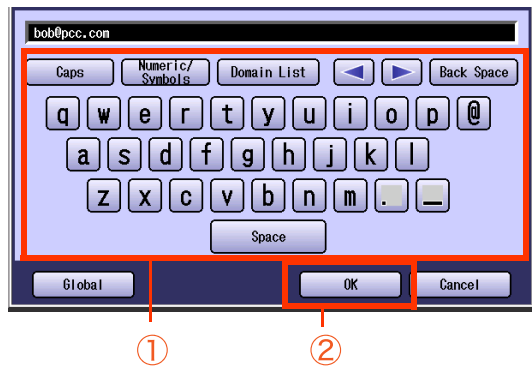 bob@pcc.com
Caps Numeric/ Symbols Domain List Back Space
q w e r t y u i o p @
a s d f g h j k l
z x c v b n m . _
Space
Global OK Cancel
① ②